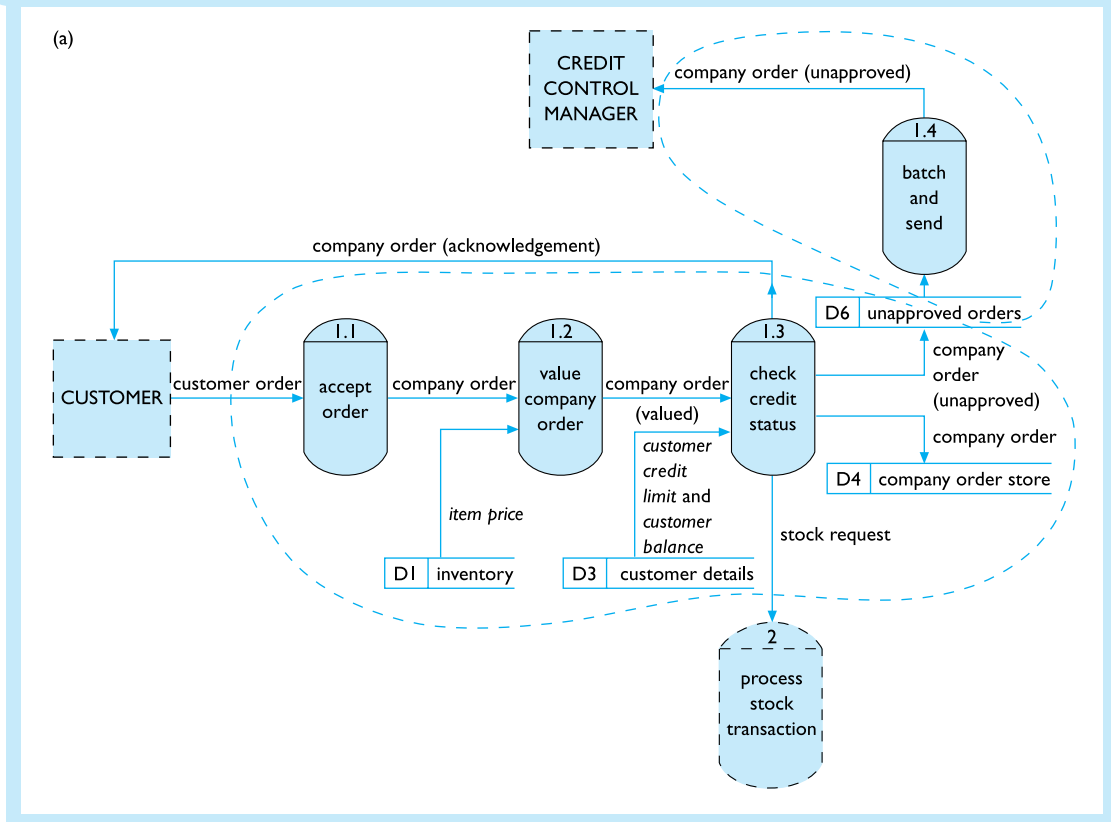 (a)
CREDIT
CONTROL
MANAGER
company order (unapproved)
1.4
batch
and
send
company order (acknowledgement)
D6 unapproved orders
CUSTOMER
customer order
1.1
accept
order
company order
1.2
value
company
order
company order
(valued)
1.3
check
credit
status
company
order
(unapproved)
company order
D4 company order store
customer
credit
limit and
customer
balance
item price
stock request
D1 inventory
D3 customer details
2
process
stock
transaction